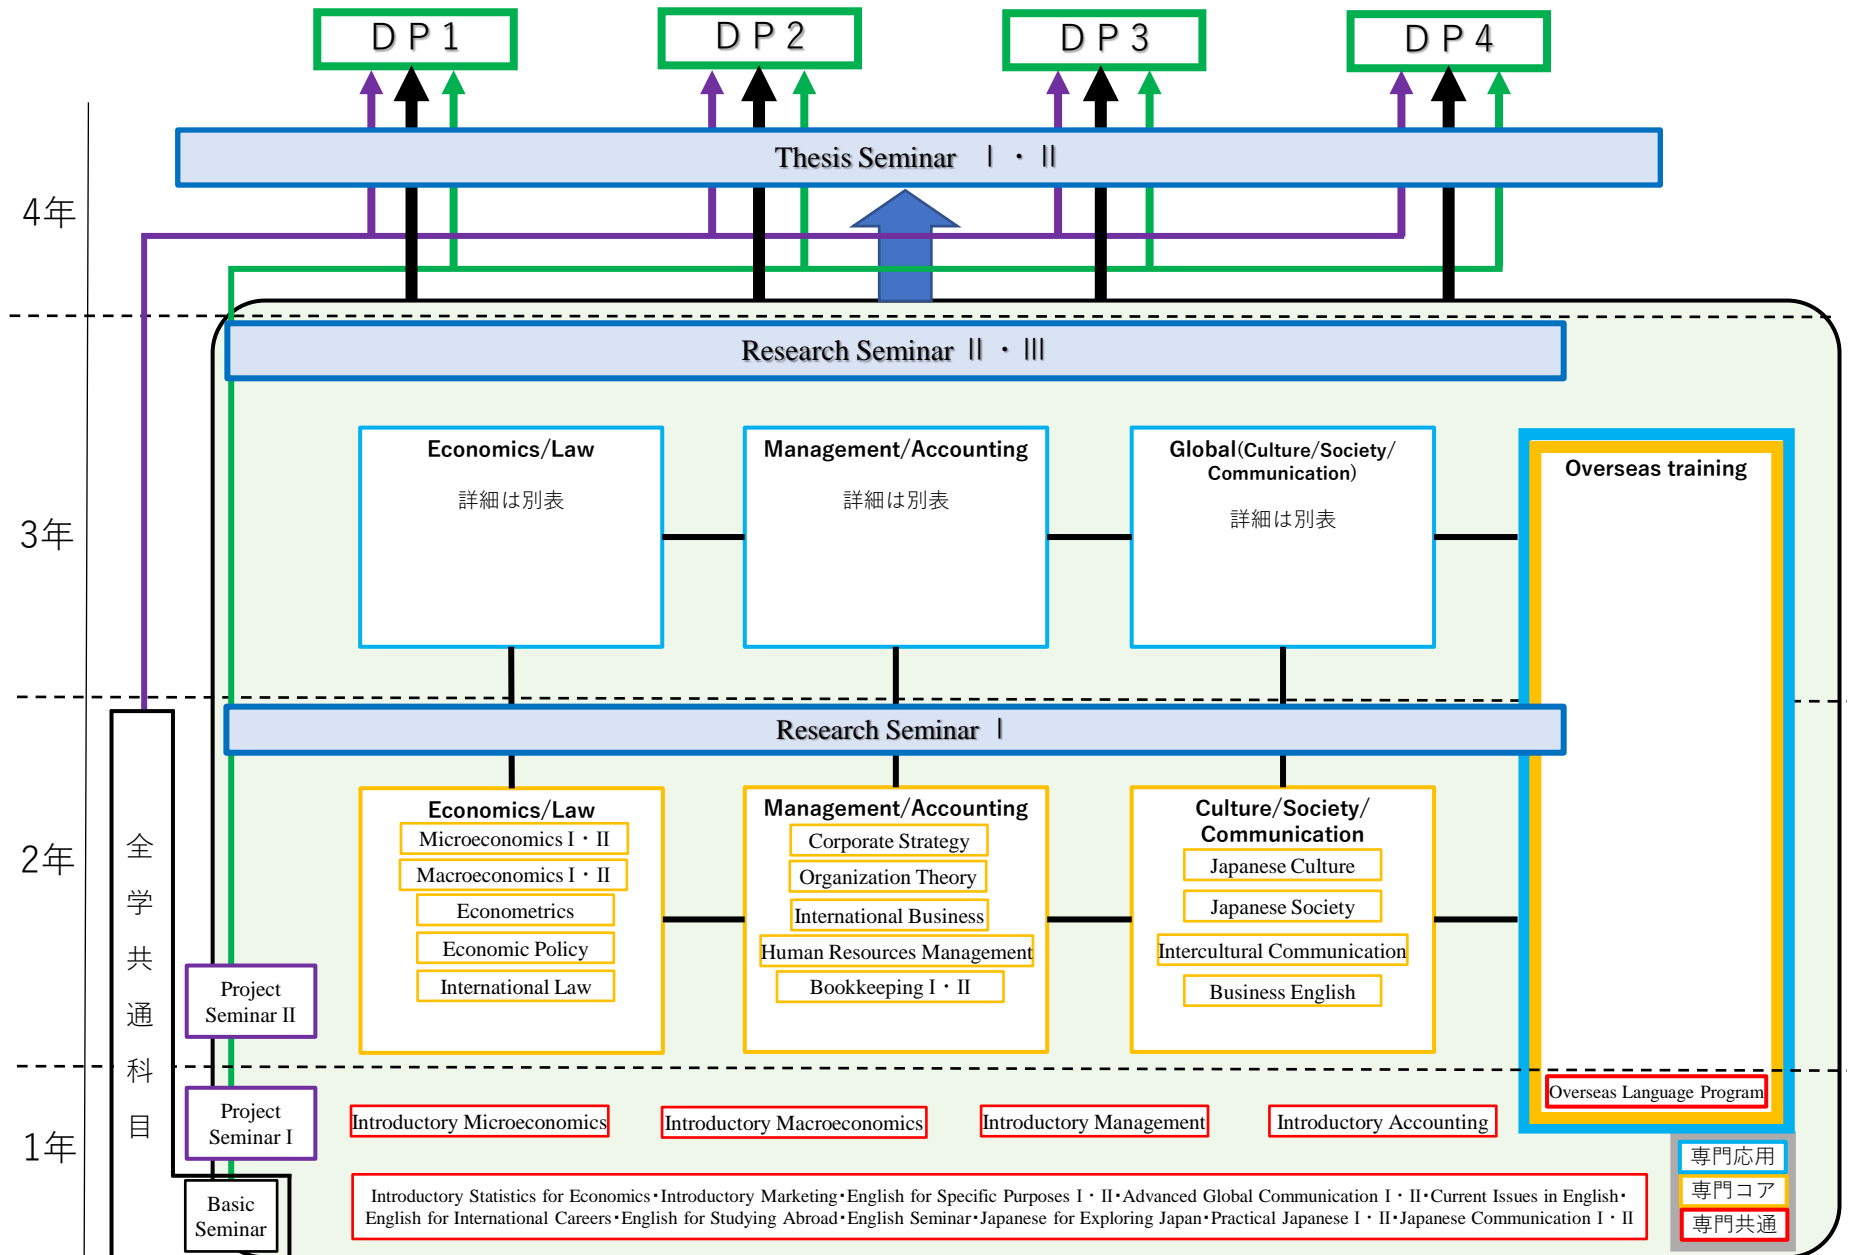 DP1
DP2
DP3
DP4
Thesis Seminar Ⅰ・Ⅱ
4年
Research Seminar Ⅱ・Ⅲ
3年
Economics/Law
詳細は別表
Management/Accounting
詳細は別表
Global(Culture/Society/
Communication)
詳細は別表
Overseas training
Research Seminar Ⅰ
2年
全学共通科目
Economics/Law
Microeconomics I・II
Macroeconomics I・II
Econometrics
Economic Policy
International Law
Management/Accounting
Corporate Strategy
Organization Theory
International Business
Human Resources Management
Bookkeeping I・II
Culture/Society/
Communication
Japanese Culture
Japanese Society
Intercultural Communication
Business English
Project
Seminar II
1年
Project
Seminar I
Introductory Microeconomics
Introductory Macroeconomics
Introductory Management
Introductory Accounting
Overseas Language Program
Basic
Seminar
Introductory Statistics for Economics・Introductory Marketing・English for Specific Purposes I・II・Advanced Global Communication I・II・Current Issues in English・
English for International Careers・English for Studying Abroad・English Seminar・Japanese for Exploring Japan・Practical Japanese I・II・Japanese Communication I・II
専門応用
専門コア
専門共通